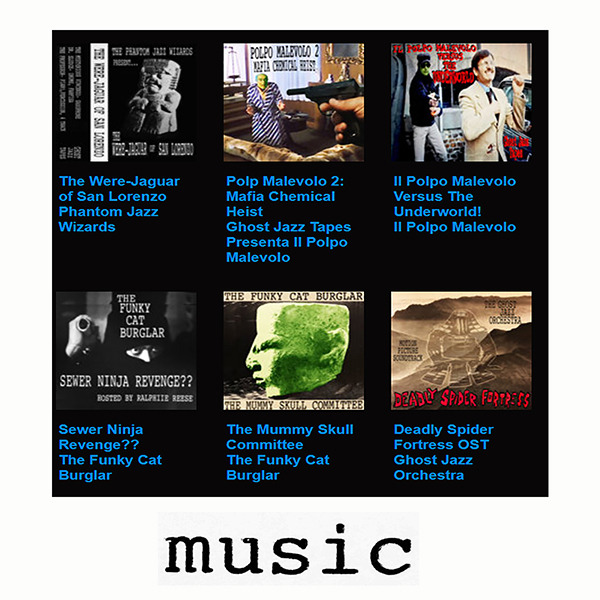 THE PHANTOM JAZZ WIZARDS
PRESENT....
THE WERE-JAGUAR OF SAN LORENZO
THE
WERE-JAGUAR OF SAN LORENZO
POLPO MALEVOLO 2
MAFIA CHEMICAL HEIST
IL POLPO MALEVOLO
VERSUS
THE
UNDERWORLD!
The Were-Jaguar
of San Lorenzo
Phantom Jazz
Wizards
Polp Malevolo 2:
Mafia Chemical
Heist
Ghost Jazz Tapes
Presenta Il Polpo
Malevolo
Il Polpo Malevolo
Versus The
Underworld!
Il Polpo Malevolo
THE
FUNKY
CAT
BURGLAR
SEWER NINJA REVENGE??
HOSTED BY RALPHIIE REESE
THE FUNKY CAT BURGLAR
THE MUMMY SKULL COMMITTEE
THE GHOST
JAZZ
ORCHESTRA
MOTION
PICTURE
SOUNDTRACK
DEADLY SPIDER FORTRESS
Sewer Ninja
Revenge??
The Funky Cat
Burglar
The Mummy Skull
Committee
The Funky Cat
Burglar
Deadly Spider
Fortress OST
Ghost Jazz
Orchestra
music